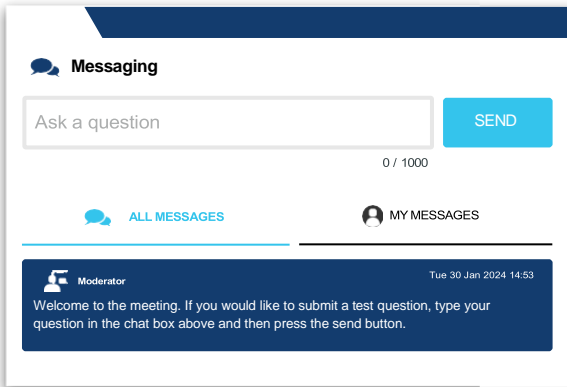 Messaging
Ask a question
SEND
0 / 1000
ALL MESSAGES
MY MESSAGES
Moderator
Tue 30 Jan 2024 14:53
Welcome to the meeting. If you would like to submit a test question, type your
question in the chat box above and then press the send button.